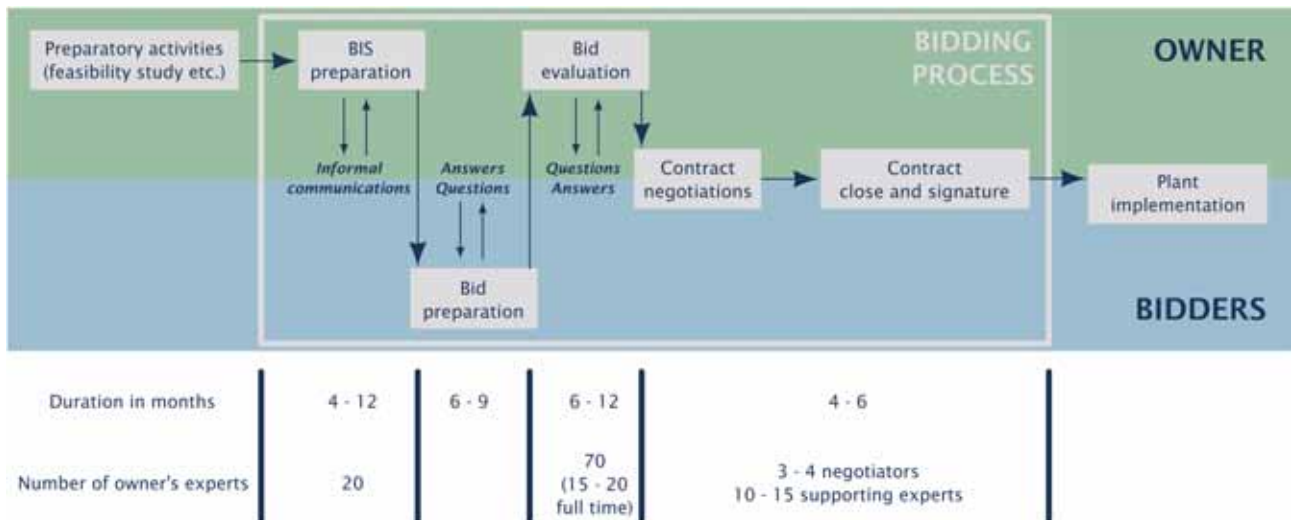 Preparatory activities
(feasibility study etc.)
BIS
preparation
Bid
evaluation
BIDDING
PROCESS
OWNER
Informal
communications
Answers
Questions
Questions
Answers
Contract
negotiations
Contract
close and signature
Plant
implementation
Bid
preparation
BIDDERS
Duration in months
4 - 12
6 - 9
6 - 12
4 - 6
Number of owner's experts
20
70
(15 - 20
full time)
3 - 4 negotiators
10 - 15 supporting experts